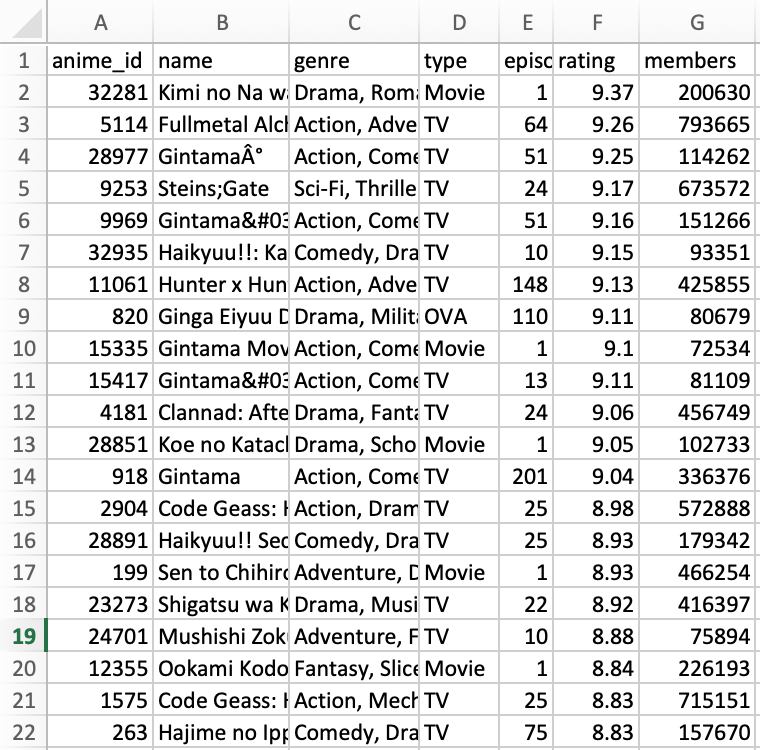 A B C D E F G
1 anime_id name genre type episo rating members
2 32281 Kimi no Na wa Drama, Roma Movie 1 9.37 200630
3 5114 Fullmetal Alch Action, Adve TV 64 9.26 793665
4 28977 GintamaÂ° Action, Come TV 51 9.25 114262
5 9253 Steins;Gate Sci-Fi, Thrille TV 24 9.17 673572
6 9969 Gintama&#03 Action, Come TV 51 9.16 151266
7 32935 Haikyuu!!: Ka Comedy, Dra TV 10 9.15 93351
8 11061 Hunter x Hun Action, Adve TV 148 9.13 425855
9 820 Ginga Eiyuu D Drama, Milita OVA 110 9.11 80679
10 15335 Gintama Mov Action, Come Movie 1 9.1 72534
11 15417 Gintama&#03 Action, Come TV 13 9.11 81109
12 4181 Clannad: Afte Drama, Fanta TV 24 9.06 456749
13 28851 Koe no Katach Drama, Scho Movie 1 9.05 102733
14 918 Gintama Action, Come TV 201 9.04 336376
15 2904 Code Geass: H Action, Dram TV 25 8.98 572888
16 28891 Haikyuu!! Sec Comedy, Dra TV 25 8.93 179342
17 199 Sen to Chihiro Adventure, D Movie 1 8.93 466254
18 23273 Shigatsu wa K Drama, Musi TV 22 8.92 416397
19 24701 Mushishi Zok Adventure, F TV 10 8.88 75894
20 12355 Ookami Kodo Fantasy, Slice Movie 1 8.84 226193
21 1575 Code Geass: H Action, Mech TV 25 8.83 715151
22 263 Hajime no Ipp Comedy, Dra TV 75 8.83 157670